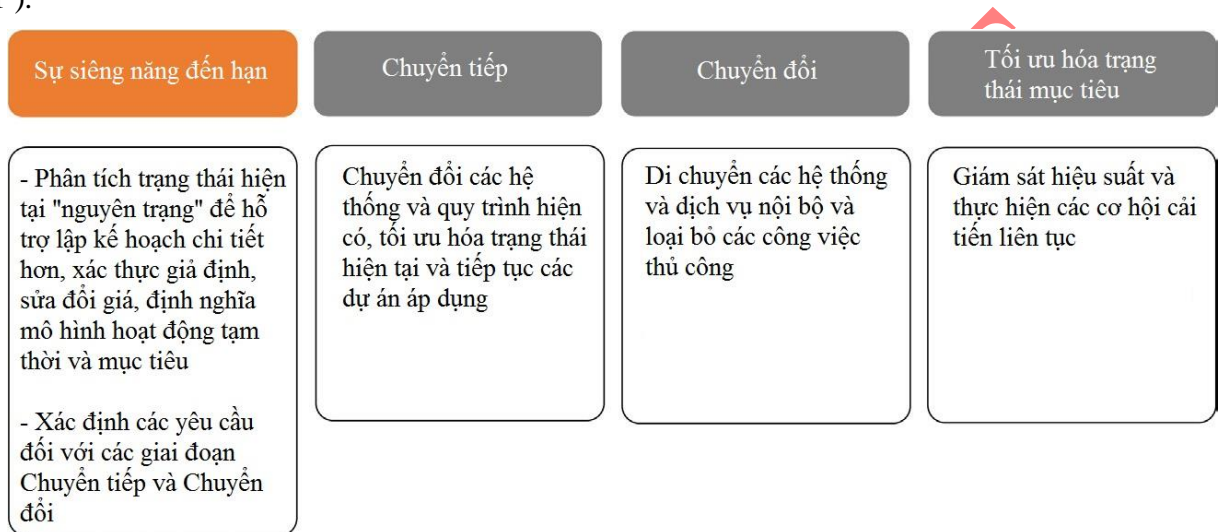 ).
Sự siêng năng đến hạn
Chuyển tiếp
Chuyển đổi
Tối ưu hóa trạng
thái mục tiêu
- Phân tích trạng thái hiện
tại "nguyên trạng" để hỗ
trợ lập kế hoạch chi tiết
hơn, xác thực giả định,
sửa đổi giá, định nghĩa
mô hình hoạt động tạm
thời và mục tiêu
- Xác định các yêu cầu
đối với các giai đoạn
Chuyển tiếp và Chuyển
đổi
Chuyển đổi các hệ
thống và quy trình hiện
có, tối ưu hóa trạng thái
hiện tại và tiếp tục các
dự án áp dụng
Di chuyển các hệ thống
và dịch vụ nội bộ và
loại bỏ các công việc
thủ công
Giám sát hiệu suất và
thực hiện các cơ hội cải
tiến liên tục